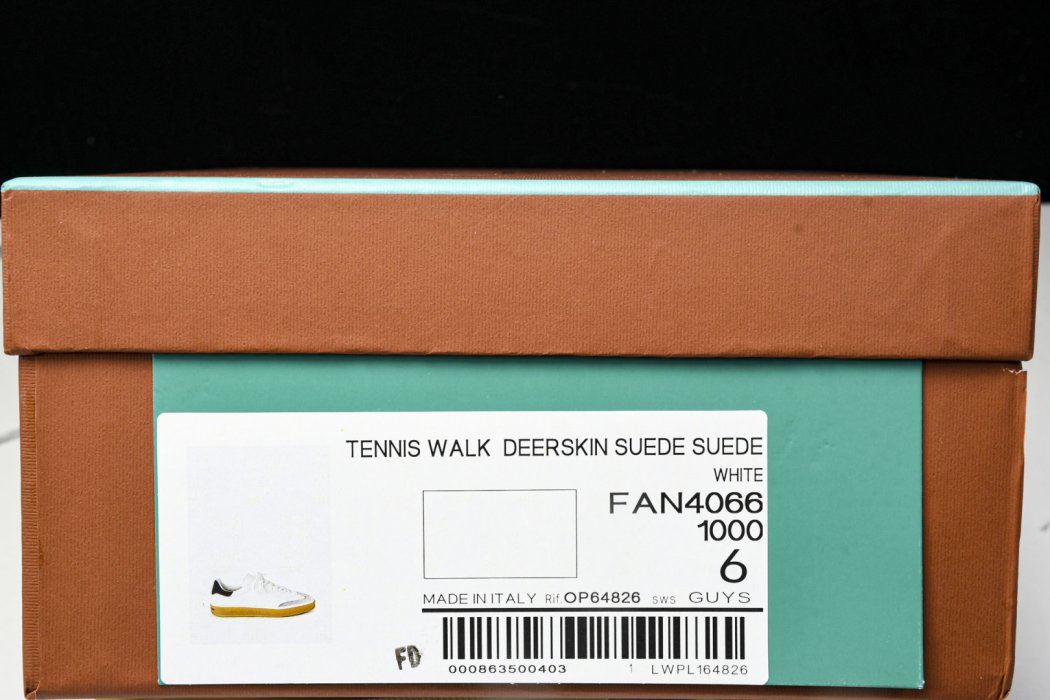 TENNIS WALK DEERSKIN SUEDE SUEDE
WHITE
FAN4066
1000
6
MADE IN ITALY Rif. OP64826 SWS GUYS
FD
000863500403 1 LWPL164826